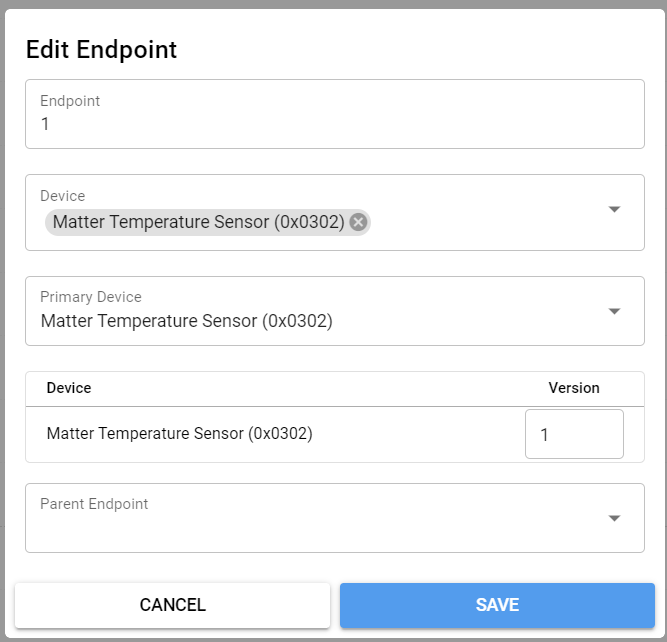 Edit Endpoint
Endpoint
1
Device
Matter Temperature Sensor (0x0302)
Primary Device
Matter Temperature Sensor (0x0302)
Device Version
Matter Temperature Sensor (0x0302) 1
Parent Endpoint
CANCEL SAVE